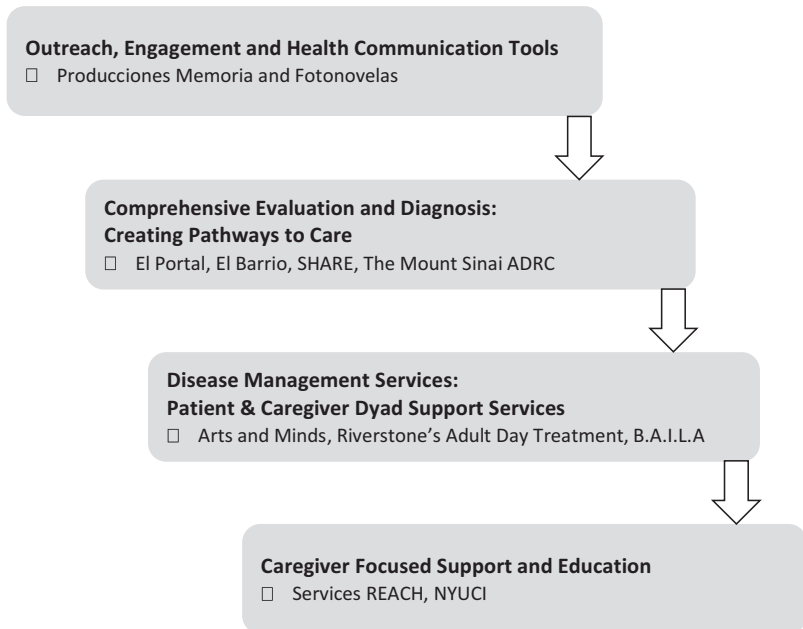 Outreach, Engagement and Health Communication Tools
□ Producciones Memoria and Fotonovelas
Comprehensive Evaluation and Diagnosis:
Creating Pathways to Care
□ El Portal, El Barrio, SHARE, The Mount Sinai ADRC
Disease Management Services:
Patient & Caregiver Dyad Support Services
□ Arts and Minds, Riverstone’s Adult Day Treatment, B.A.I.L.A
Caregiver Focused Support and Education
□ Services REACH, NYUCI